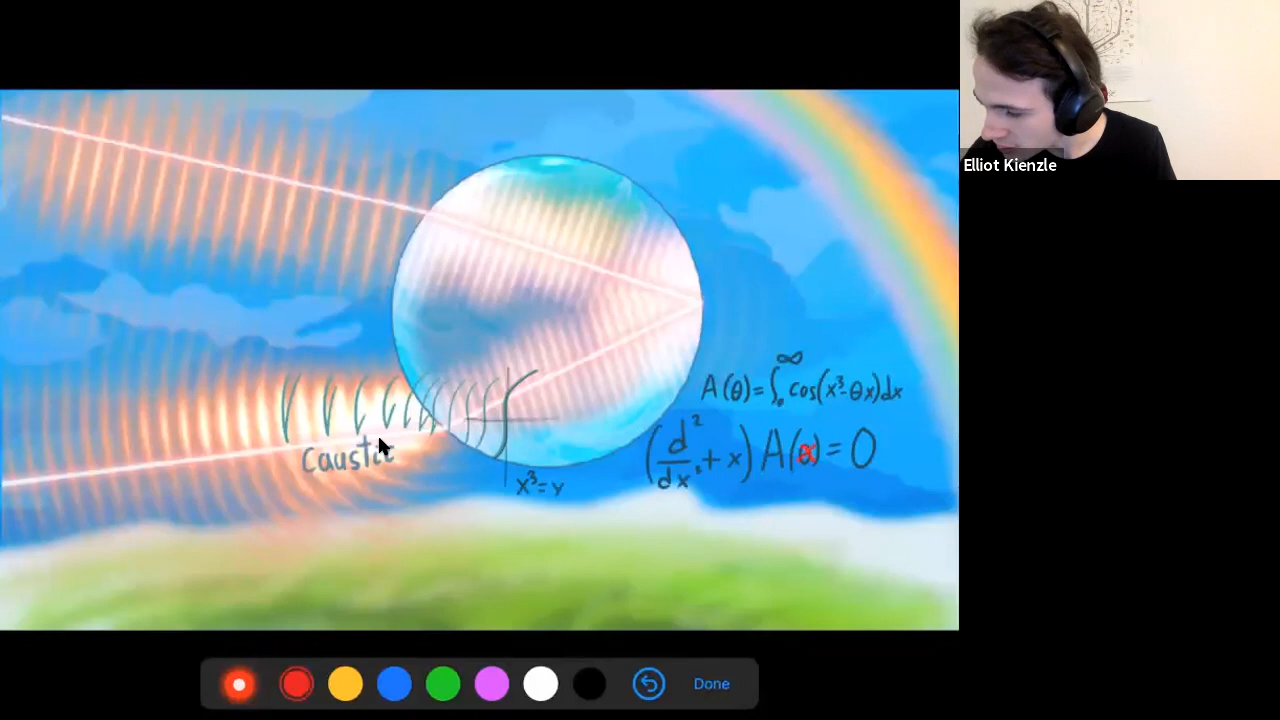 Elliot Kienzle
A(θ)=∫₀^∞ cos(x³-θx)dx
(d²/dx²+x)A(x)=0
Caustic
x³=y
Done